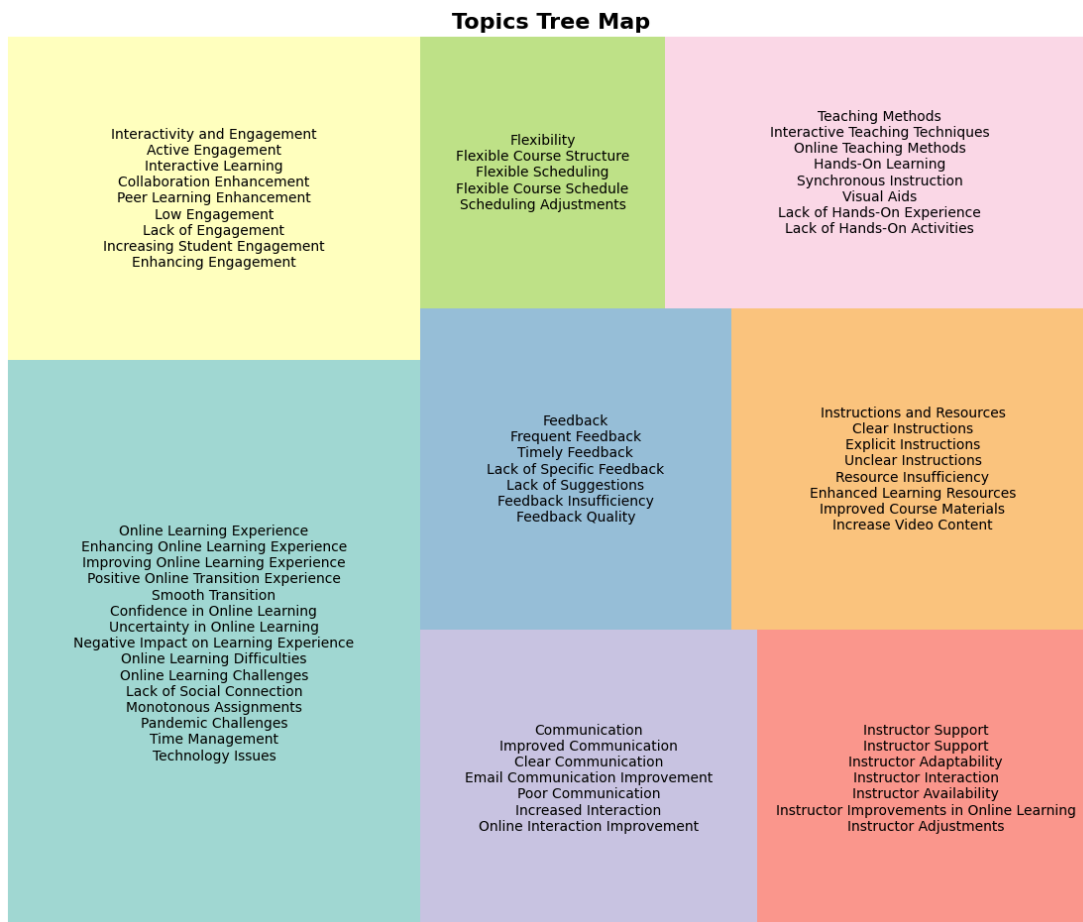 Topics Tree Map
Interactivity and Engagement
Active Engagement
Interactive Learning
Collaboration Enhancement
Peer Learning Enhancement
Low Engagement
Lack of Engagement
Increasing Student Engagement
Enhancing Engagement
Flexibility
Flexible Course Structure
Flexible Scheduling
Flexible Course Schedule
Scheduling Adjustments
Teaching Methods
Interactive Teaching Techniques
Online Teaching Methods
Hands-On Learning
Synchronous Instruction
Visual Aids
Lack of Hands-On Experience
Lack of Hands-On Activities
Online Learning Experience
Enhancing Online Learning Experience
Improving Online Learning Experience
Positive Online Transition Experience
Smooth Transition
Confidence in Online Learning
Uncertainty in Online Learning
Negative Impact on Learning Experience
Online Learning Difficulties
Online Learning Challenges
Lack of Social Connection
Monotonous Assignments
Pandemic Challenges
Time Management
Technology Issues
Feedback
Frequent Feedback
Timely Feedback
Lack of Specific Feedback
Lack of Suggestions
Feedback Insufficiency
Feedback Quality
Instructions and Resources
Clear Instructions
Explicit Instructions
Unclear Instructions
Resource Insufficiency
Enhanced Learning Resources
Improved Course Materials
Increase Video Content
Communication
Improved Communication
Clear Communication
Email Communication Improvement
Poor Communication
Increased Interaction
Online Interaction Improvement
Instructor Support
Instructor Support
Instructor Adaptability
Instructor Interaction
Instructor Availability
Instructor Improvements in Online Learning
Instructor Adjustments